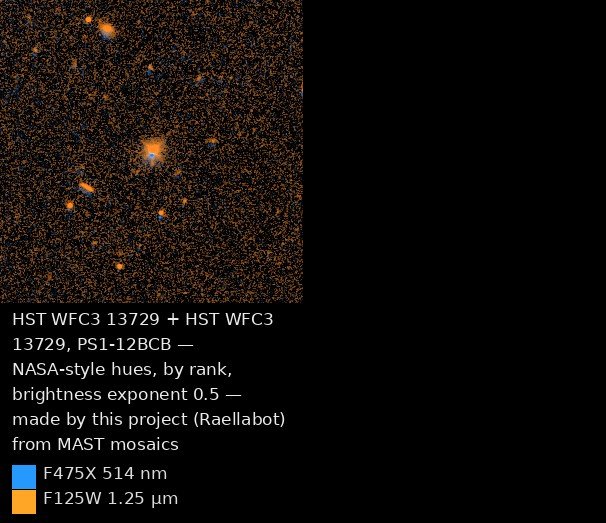 HST WFC3 13729 + HST WFC3
13729, PS1-12BCB —
NASA-style hues, by rank,
brightness exponent 0.5 —
made by this project (Raellabot)
from MAST mosaics
F475X 514 nm
F125W 1.25 μm